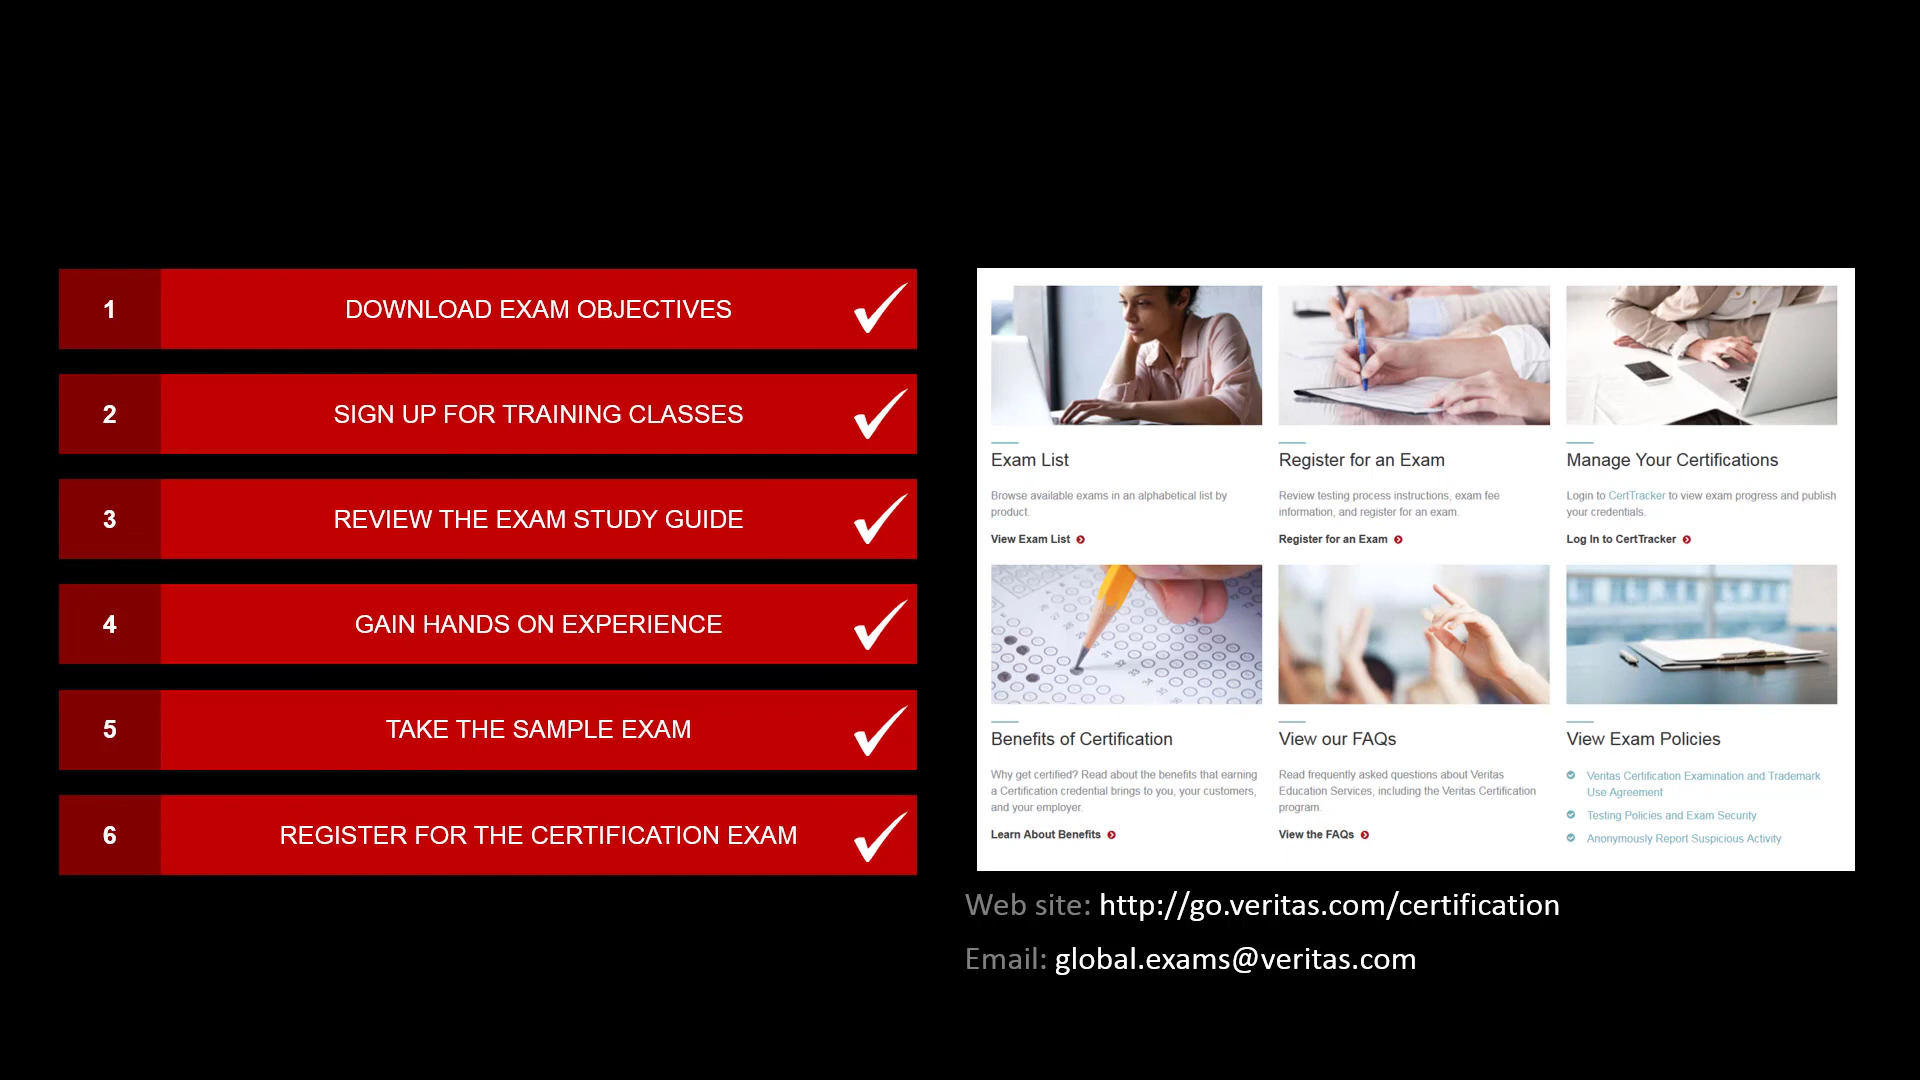 1
DOWNLOAD EXAM OBJECTIVES
2
SIGN UP FOR TRAINING CLASSES
3
REVIEW THE EXAM STUDY GUIDE
4
GAIN HANDS ON EXPERIENCE
5
TAKE THE SAMPLE EXAM
6
REGISTER FOR THE CERTIFICATION EXAM
Exam List
Browse available exams in an alphabetical list by
product.
View Exam List
Register for an Exam
Review testing process instructions, exam fee
information, and register for an exam.
Register for an Exam
Manage Your Certifications
Login to CertTracker to view exam progress and publish
your credentials.
Log In to CertTracker
Benefits of Certification
Why get certified? Read about the benefits that earning
a Certification credential brings to you, your customers,
and your employer.
Learn About Benefits
View our FAQs
Read frequently asked questions about Veritas
Education Services, including the Veritas Certification
program.
View the FAQs
View Exam Policies
Veritas Certification Examination and Trademark
Use Agreement
Testing Policies and Exam Security
Anonymously Report Suspicious Activity
Web site: http://go.veritas.com/certification
Email: global.exams@veritas.com